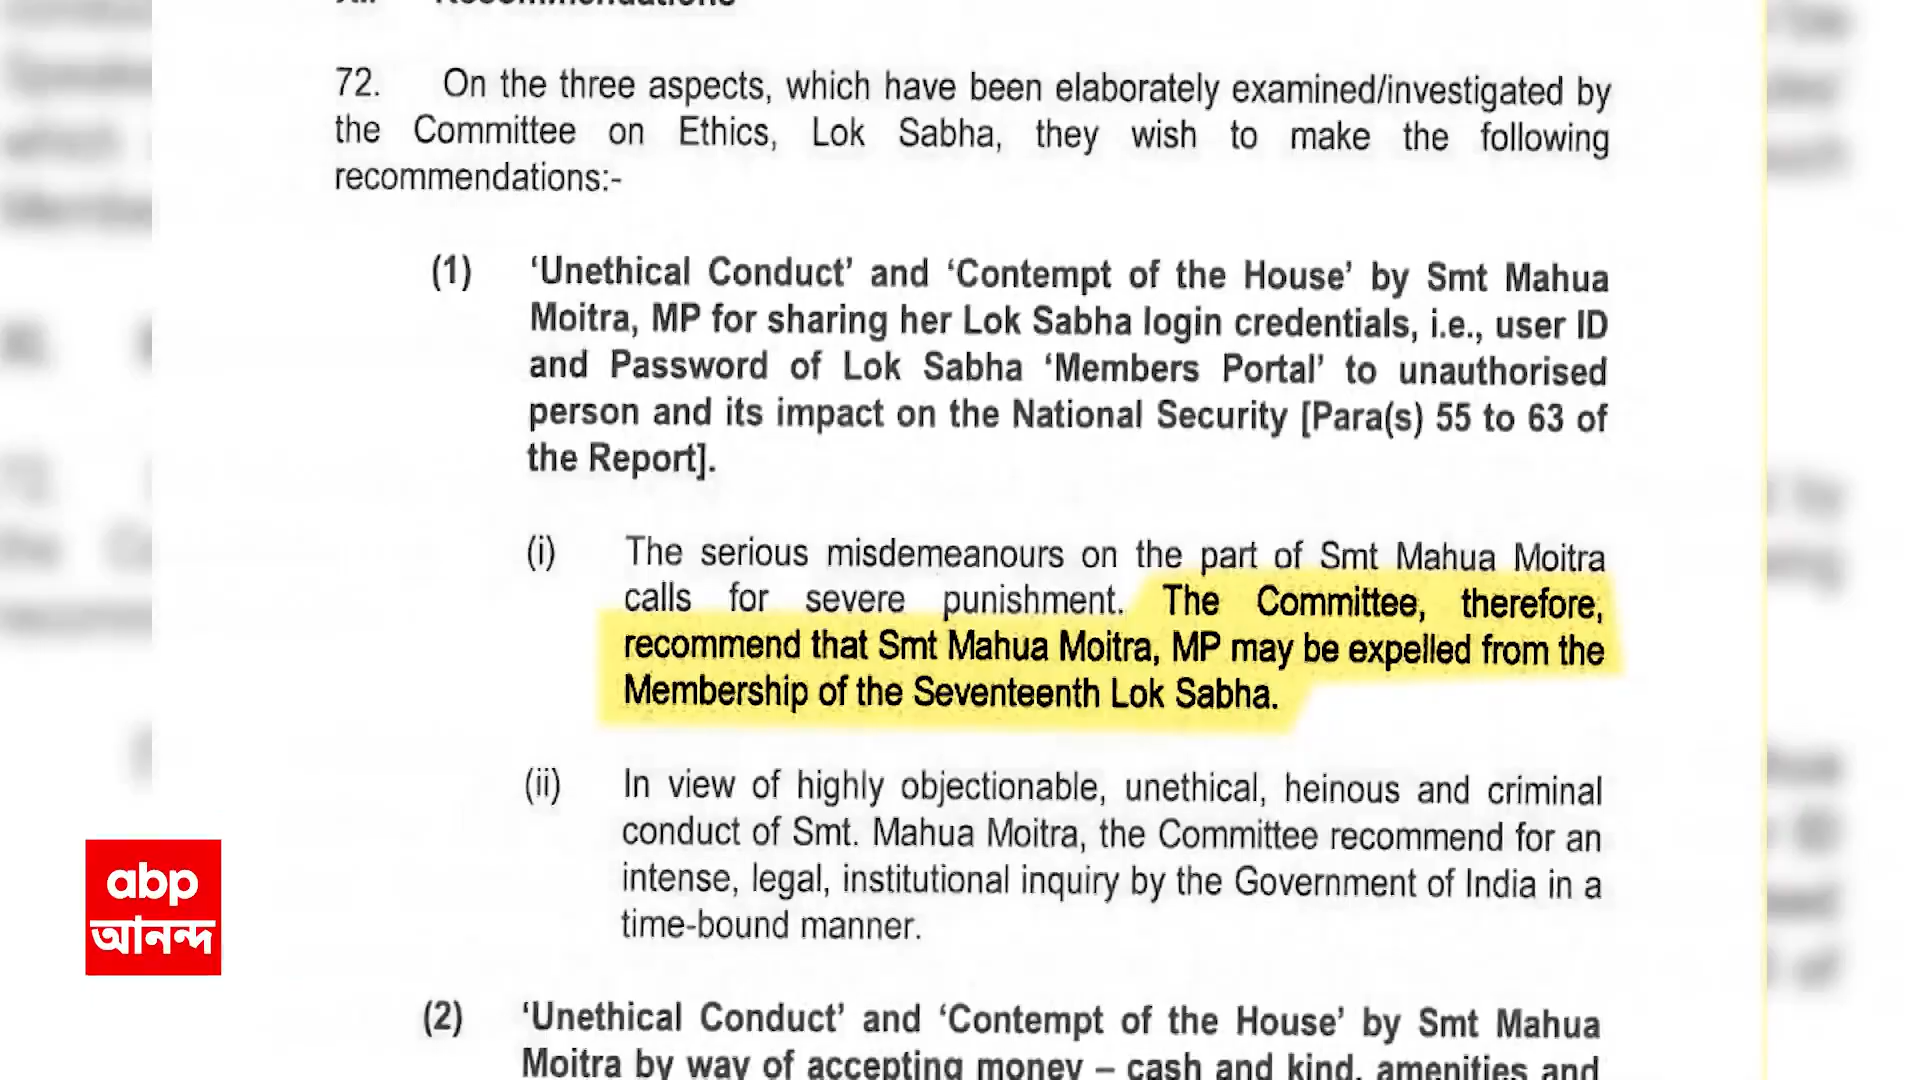 XII. Recommendations
72. On the three aspects, which have been elaborately examined/investigated by
the Committee on Ethics, Lok Sabha, they wish to make the following
recommendations:-
(1) ‘Unethical Conduct’ and ‘Contempt of the House’ by Smt Mahua
Moitra, MP for sharing her Lok Sabha login credentials, i.e., user ID
and Password of Lok Sabha ‘Members Portal’ to unauthorised
person and its impact on the National Security [Para(s) 55 to 63 of
the Report].
(i) The serious misdemeanours on the part of Smt Mahua Moitra
calls for severe punishment. The Committee, therefore,
recommend that Smt Mahua Moitra, MP may be expelled from the
Membership of the Seventeenth Lok Sabha.
(ii) In view of highly objectionable, unethical, heinous and criminal
conduct of Smt. Mahua Moitra, the Committee recommend for an
intense, legal, institutional inquiry by the Government of India in a
time-bound manner.
(2) ‘Unethical Conduct’ and ‘Contempt of the House’ by Smt Mahua
Moitra by way of accepting money – cash and kind, amenities and
abp
আনন্দ